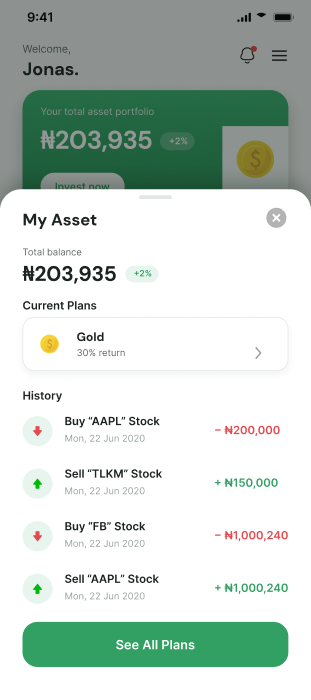 9:41
Welcome,
Jonas.
Your total asset portfolio
₦203,935 +2%
Invest now
My Asset
Total balance
₦203,935 +2%
Current Plans
Gold
30% return
History
Buy “AAPL” Stock
− ₦200,000
Mon, 22 Jun 2020
Sell “TLKM” Stock
+ ₦150,000
Mon, 22 Jun 2020
Buy “FB” Stock
− ₦1,000,240
Mon, 22 Jun 2020
Sell “AAPL” Stock
+ ₦1,000,240
Mon, 22 Jun 2020
See All Plans